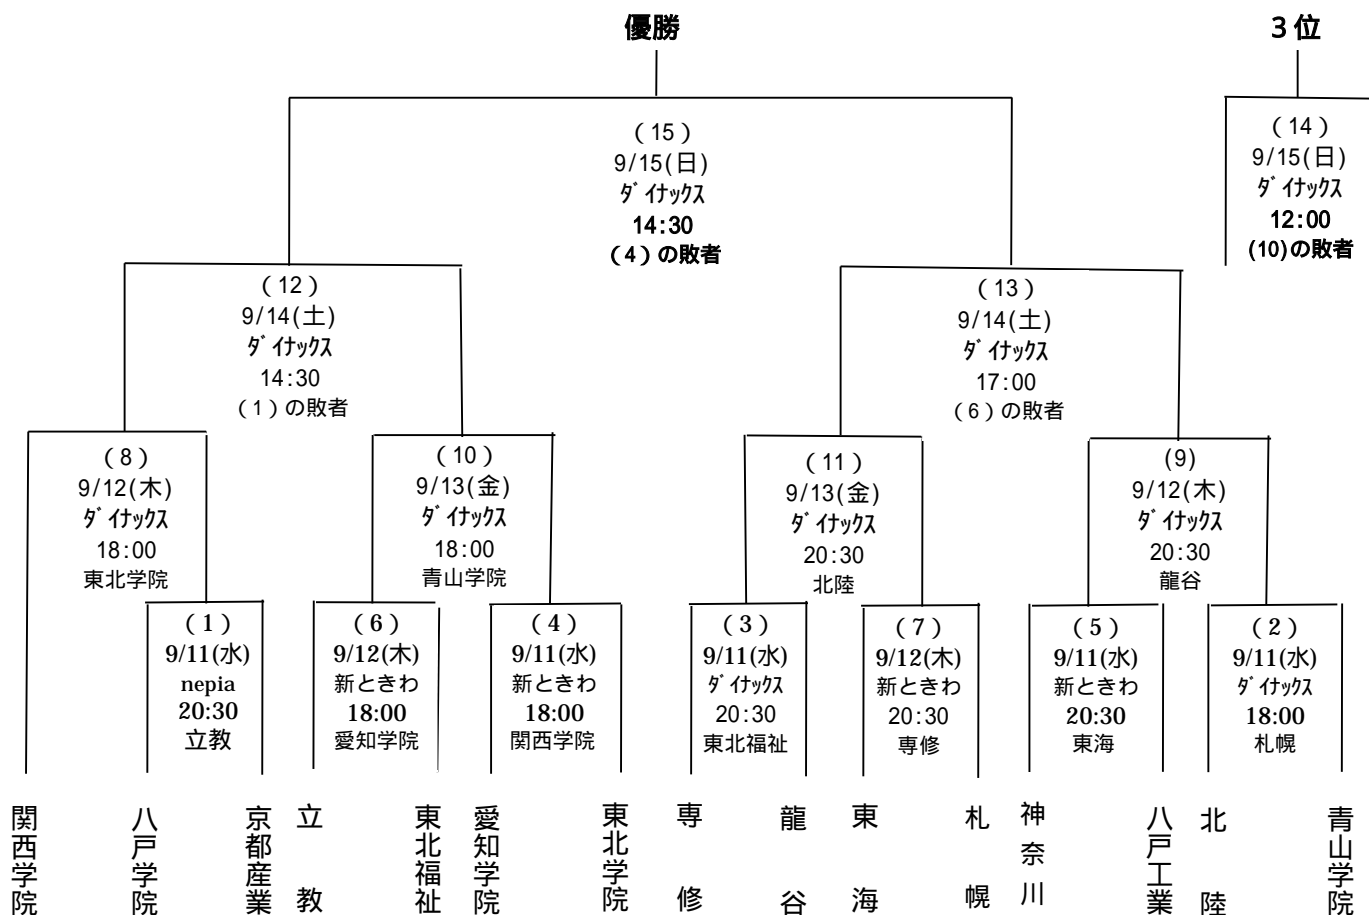 優勝
３位
（15）
9/15(日)
ﾀﾞｲﾅｯｸｽ
14:30
（４）の敗者
（14）
9/15(日)
ﾀﾞｲﾅｯｸｽ
12:00
(10)の敗者
（12）
9/14(土)
ﾀﾞｲﾅｯｸｽ
14:30
（１）の敗者
（13）
9/14(土)
ﾀﾞｲﾅｯｸｽ
17:00
（６）の敗者
（8）
9/12(木)
ﾀﾞｲﾅｯｸｽ
18:00
東北学院
（10）
9/13(金)
ﾀﾞｲﾅｯｸｽ
18:00
青山学院
（11）
9/13(金)
ﾀﾞｲﾅｯｸｽ
20:30
北陸
(9)
9/12(木)
ﾀﾞｲﾅｯｸｽ
20:30
龍谷
（1）
9/11(水)
nepia
20:30
立教
（6）
9/12(木)
新ときわ
18:00
愛知学院
（4）
9/11(水)
新ときわ
18:00
関西学院
（3）
9/11(水)
ﾀﾞｲﾅｯｸｽ
20:30
東北福祉
（7）
9/12(木)
新ときわ
20:30
専修
（5）
9/11(水)
新ときわ
20:30
東海
（2）
9/11(水)
ﾀﾞｲﾅｯｸｽ
18:00
札幌
関西学院
八戸学院
京都産業
立教
東北福祉
愛知学院
東北学院
専修
龍谷
東海
札幌
神奈川
八戸工業
北陸
青山学院